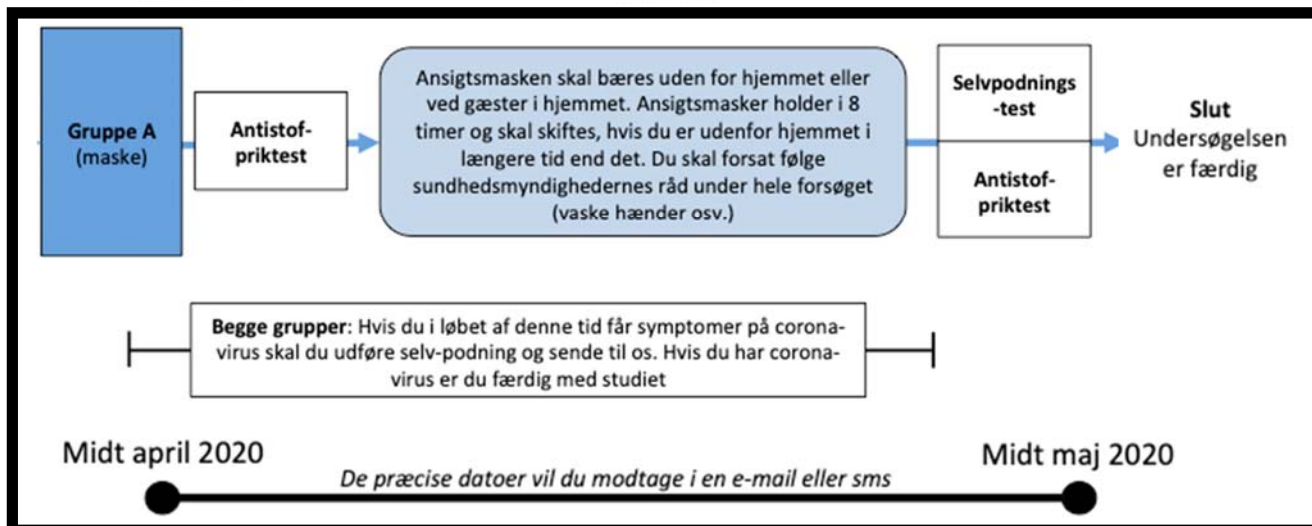 Gruppe A
(maske)
Antistof-
priktest
Ansigtsmasken skal bæres uden for hjemmet eller
ved gæster i hjemmet. Ansigtsmasker holder i 8
timer og skal skiftes, hvis du er udenfor hjemmet i
længere tid end det. Du skal forsat følge
sundhedsmyndighedernes råd under hele forsøget
(vaske hænder osv.)
Selvpodnings
-test
Antistof-
priktest
Slut
Undersøgelsen
er færdig
Begge grupper: Hvis du i løbet af denne tid får symptomer på corona-
virus skal du udføre selv-podning og sende til os. Hvis du har corona-
virus er du færdig med studiet
Midt april 2020
De præcise datoer vil du modtage i en e-mail eller sms
Midt maj 2020